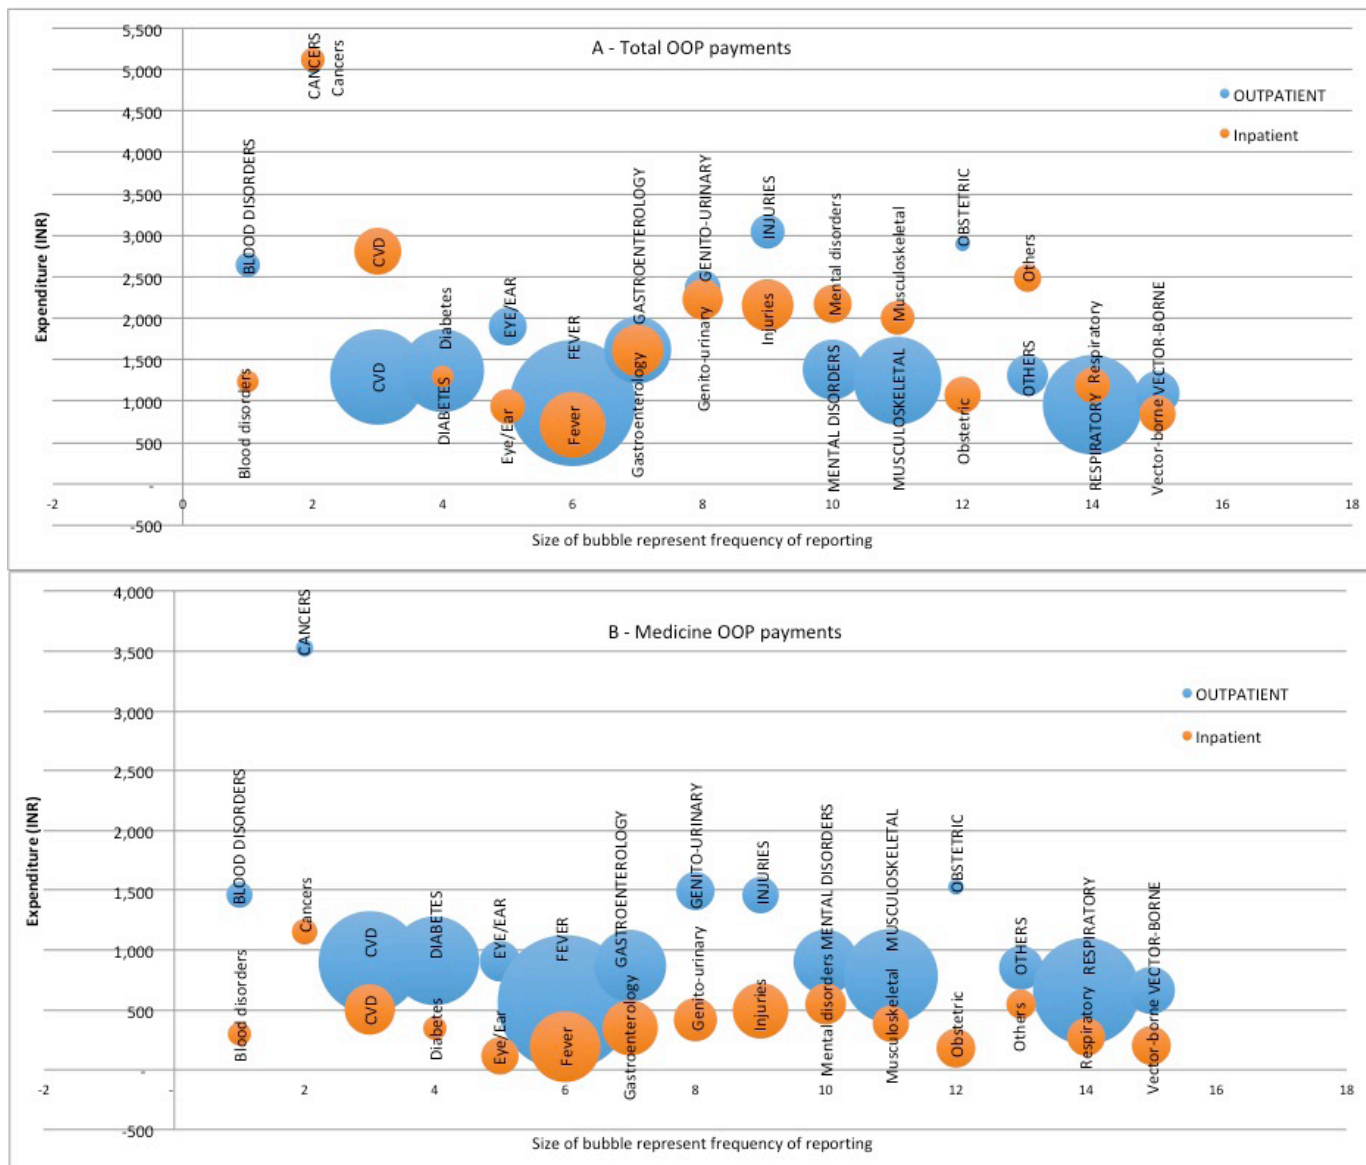 A - Total OOP payments
OUTPATIENT
Inpatient
Expenditure (INR)
5,500
5,000
4,500
4,000
3,500
3,000
2,500
2,000
1,500
1,000
500
-
-500
-2
0
2
4
6
8
10
12
14
16
18
BLOOD DISORDERS
Blood disorders
CANCERS
Cancers
CVD
CVD
Diabetes
DIABETES
EYE/EAR
Eye/Ear
FEVER
Fever
GASTROENTEROLOGY
Gastroenterology
GENITO-URINARY
Genito-urinary
INJURIES
Injuries
Mental disorders
MENTAL DISORDERS
Musculoskeletal
MUSCULOSKELETAL
OBSTETRIC
Obstetric
Others
OTHERS
Respiratory
RESPIRATORY
VECTOR-BORNE
Vector-borne
Size of bubble represent frequency of reporting
B - Medicine OOP payments
OUTPATIENT
Inpatient
Expenditure (INR)
4,000
3,500
3,000
2,500
2,000
1,500
1,000
500
-
-500
-2
-
2
4
6
8
10
12
14
16
18
BLOOD DISORDERS
Blood disorders
CANCERS
Cancers
CVD
CVD
DIABETES
Diabetes
EYE/EAR
Eye/Ear
FEVER
Fever
GASTROENTEROLOGY
Gastroenterology
GENITO-URINARY
Genito-urinary
INJURIES
Injuries
MENTAL DISORDERS
Mental disorders
MUSCULOSKELETAL
Musculoskeletal
OBSTETRIC
Obstetric
OTHERS
Others
RESPIRATORY
Respiratory
VECTOR-BORNE
Vector-borne
Size of bubble represent frequency of reporting